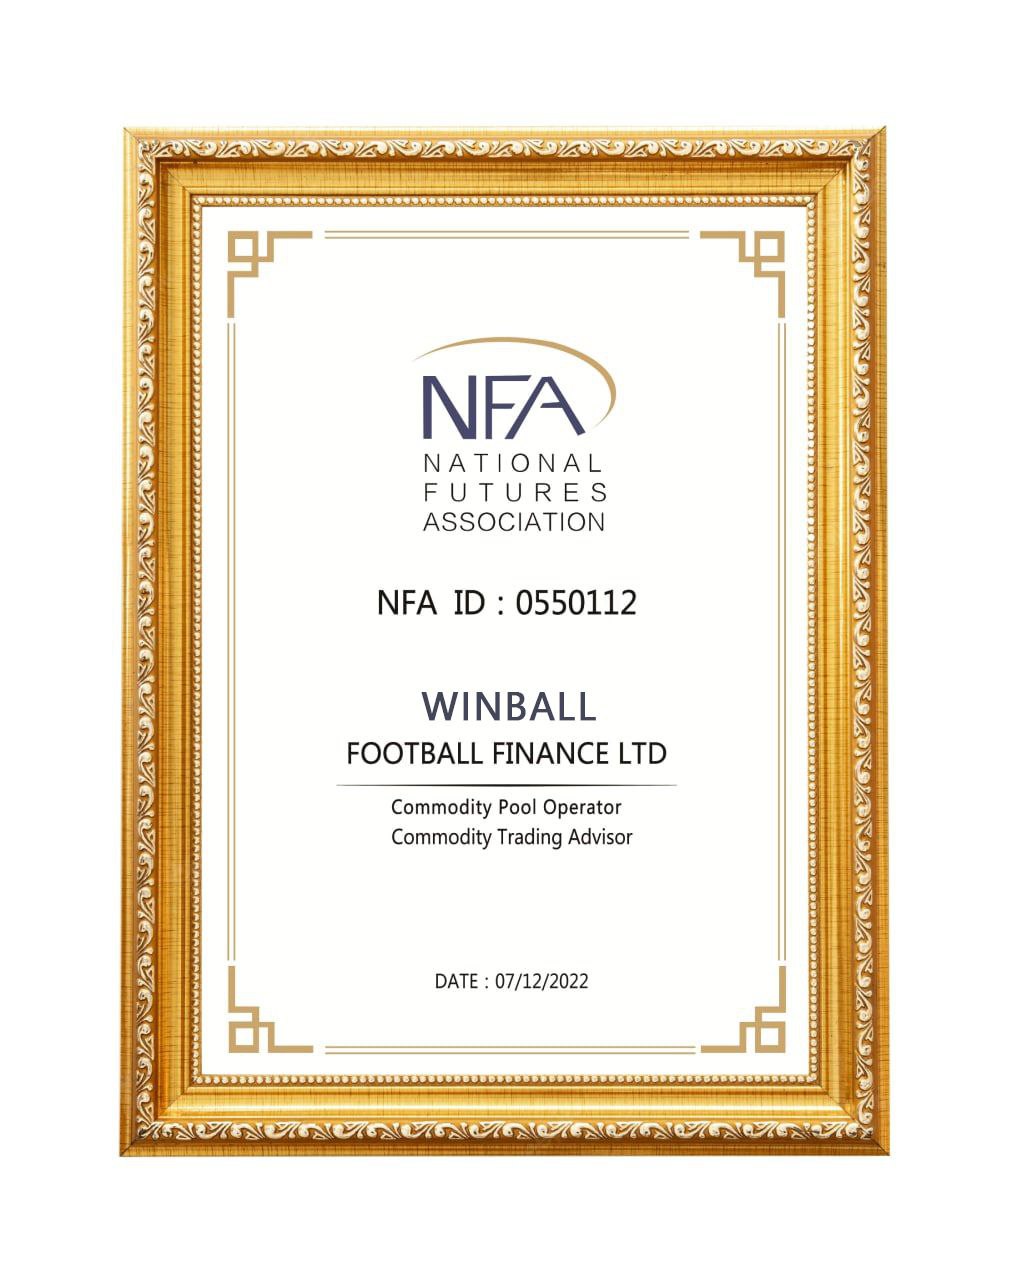 NFA
NATIONAL
FUTURES
ASSOCIATION
NFA ID : 0550112
WINBALL
FOOTBALL FINANCE LTD
Commodity Pool Operator
Commodity Trading Advisor
DATE : 07/12/2022